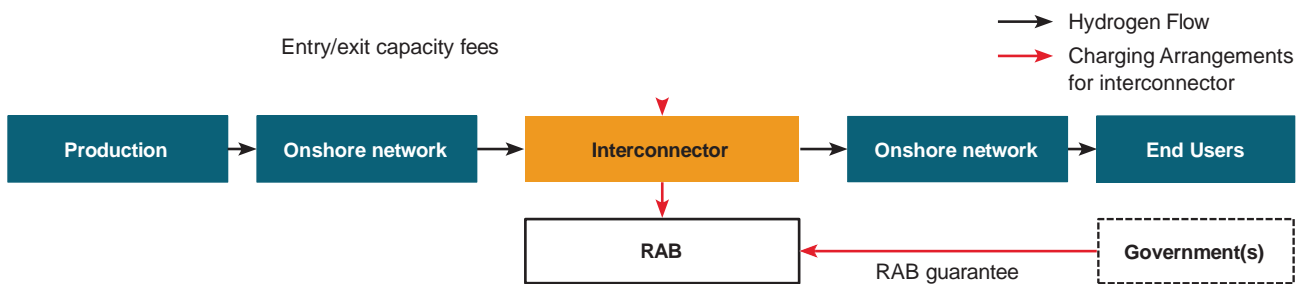 Hydrogen Flow
Entry/exit capacity fees
Charging Arrangements
for interconnector
Production
Onshore network
Interconnector
Onshore network
End Users
RAB
Government(s)
RAB guarantee